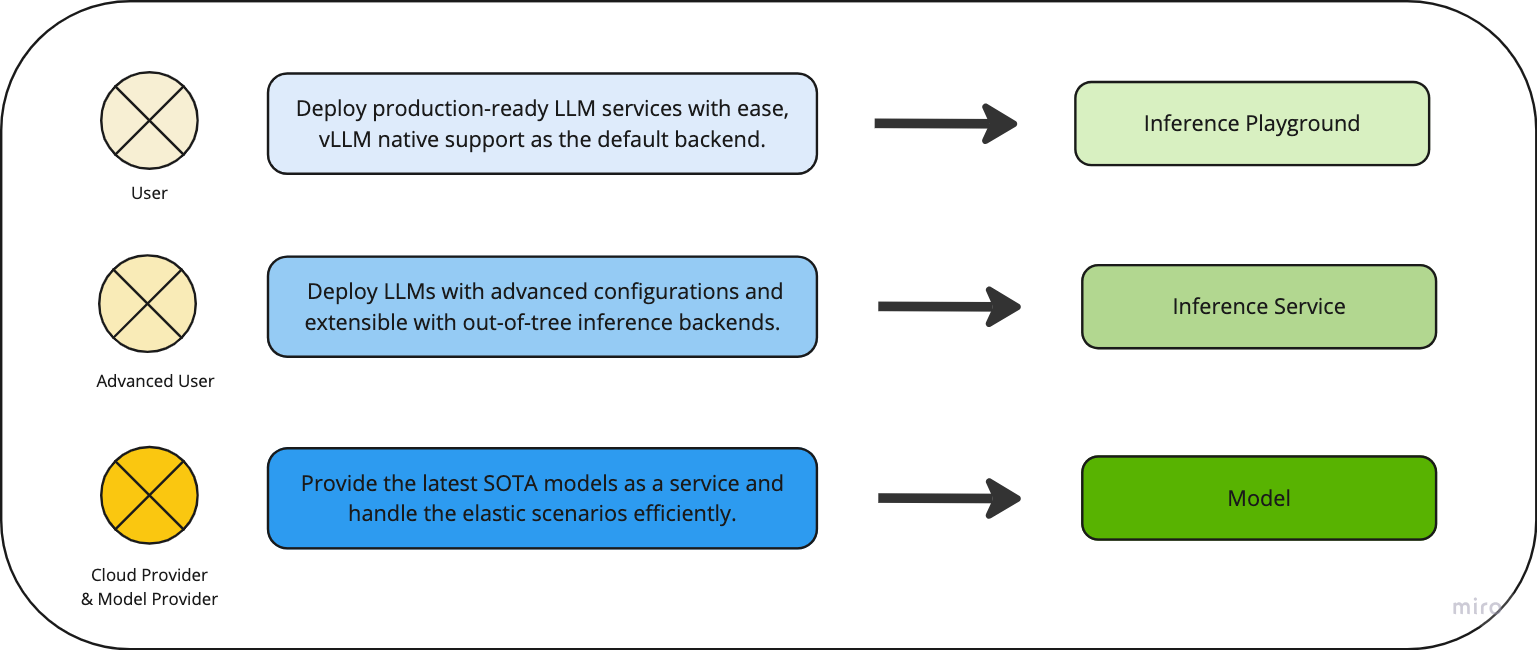 Deploy production-ready LLM services with ease,
vLLM native support as the default backend.
Inference Playground
User
Deploy LLMs with advanced configurations and
extensible with out-of-tree inference backends.
Inference Service
Advanced User
Provide the latest SOTA models as a service and
handle the elastic scenarios efficiently.
Model
Cloud Provider
& Model Provider
miro